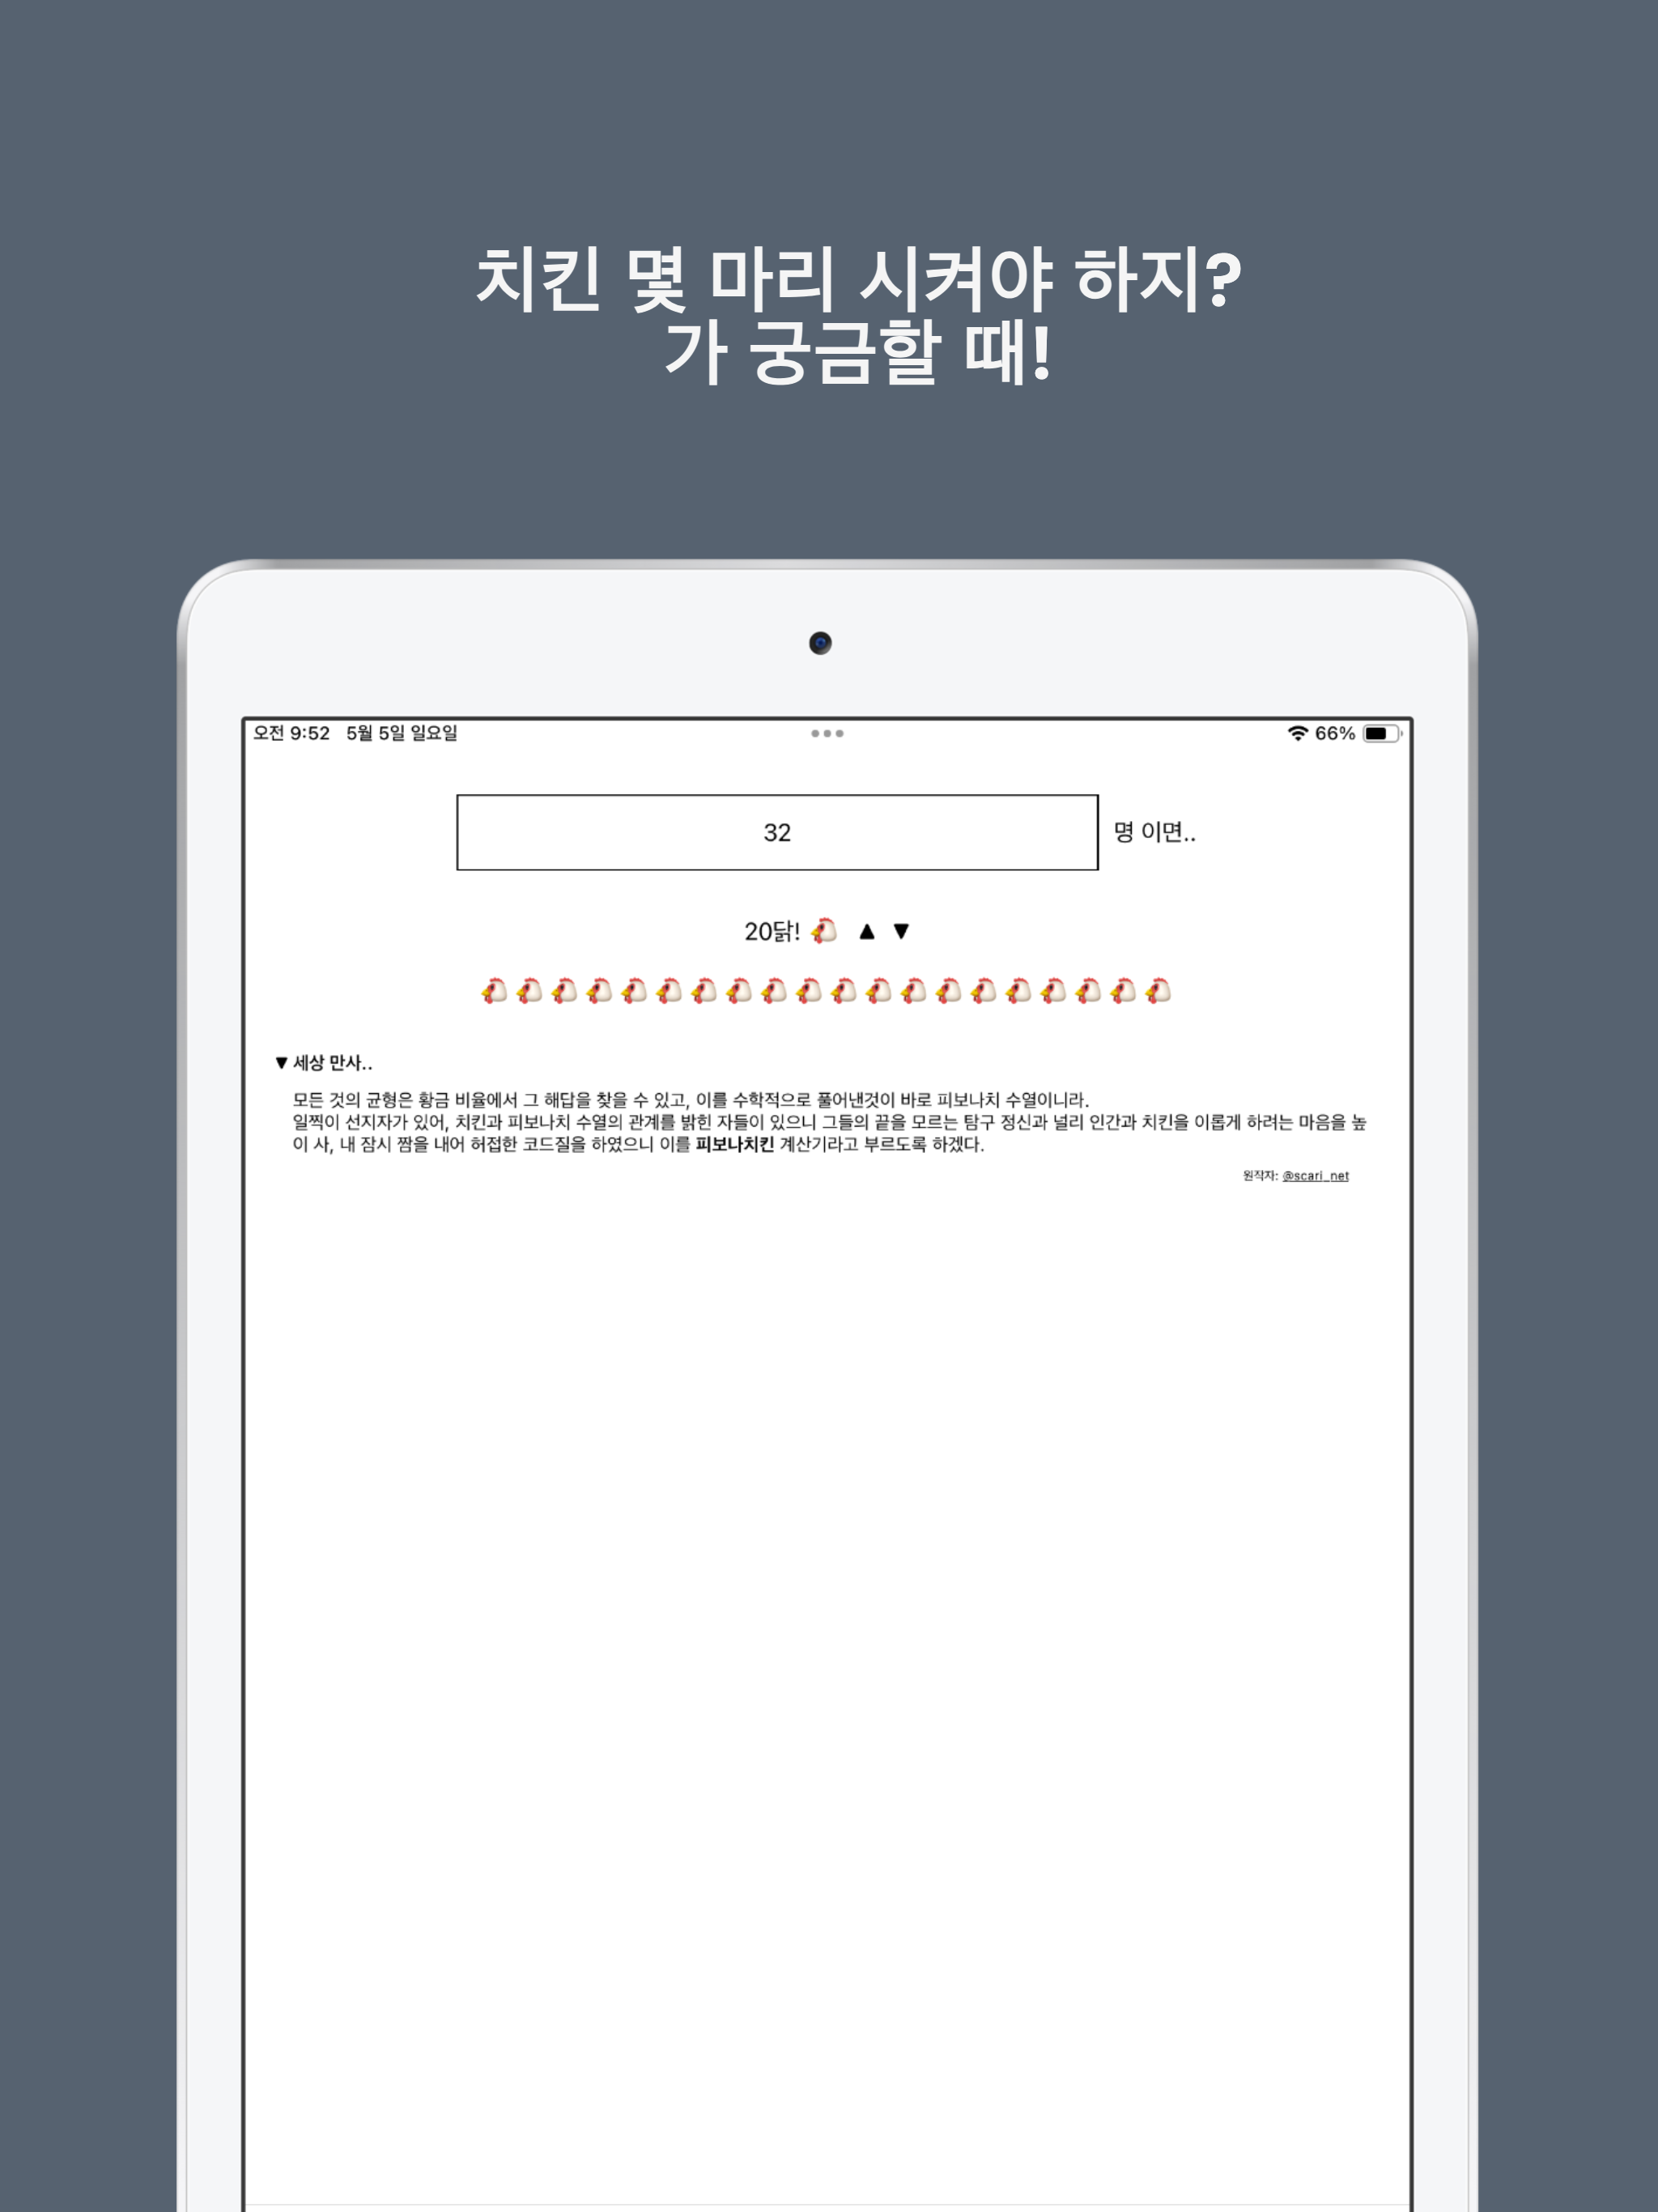 치킨 몇 마리 시켜야 하지?
가 궁금할 때!
오전 9:52 5월 5일 일요일
66%
32 명 이면..
20닭! 🐔 ▲ ▼
🐔🐔🐔🐔🐔🐔🐔🐔🐔🐔🐔🐔🐔🐔🐔🐔🐔🐔🐔🐔
▼ 세상 만사..
모든 것의 균형은 황금 비율에서 그 해답을 찾을 수 있고, 이를 수학적으로 풀어낸것이 바로 피보나치 수열이니라.
일찍이 선지자가 있어, 치킨과 피보나치 수열의 관계를 밝힌 자들이 있으니 그들의 끝을 모르는 탐구 정신과 널리 인간과 치킨을 이롭게 하려는 마음을 높
이 사, 내 잠시 짬을 내어 허접한 코드질을 하였으니 이를 피보나치킨 계산기라고 부르도록 하겠다.
원작자: @scari_net